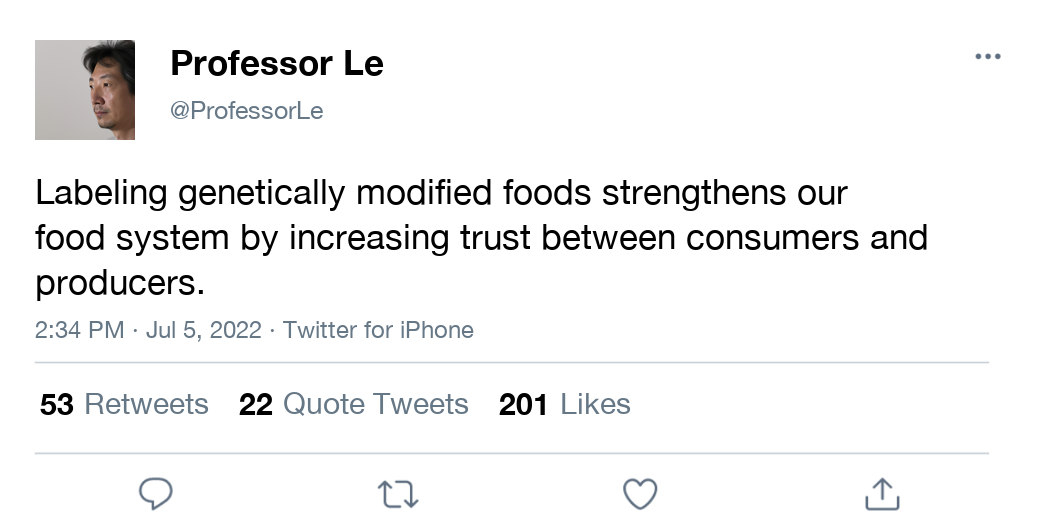 Professor Le
@ProfessorLe
Labeling genetically modified foods strengthens our
food system by increasing trust between consumers and
producers.
2:34 PM · Jul 5, 2022 · Twitter for iPhone
53 Retweets 22 Quote Tweets 201 Likes